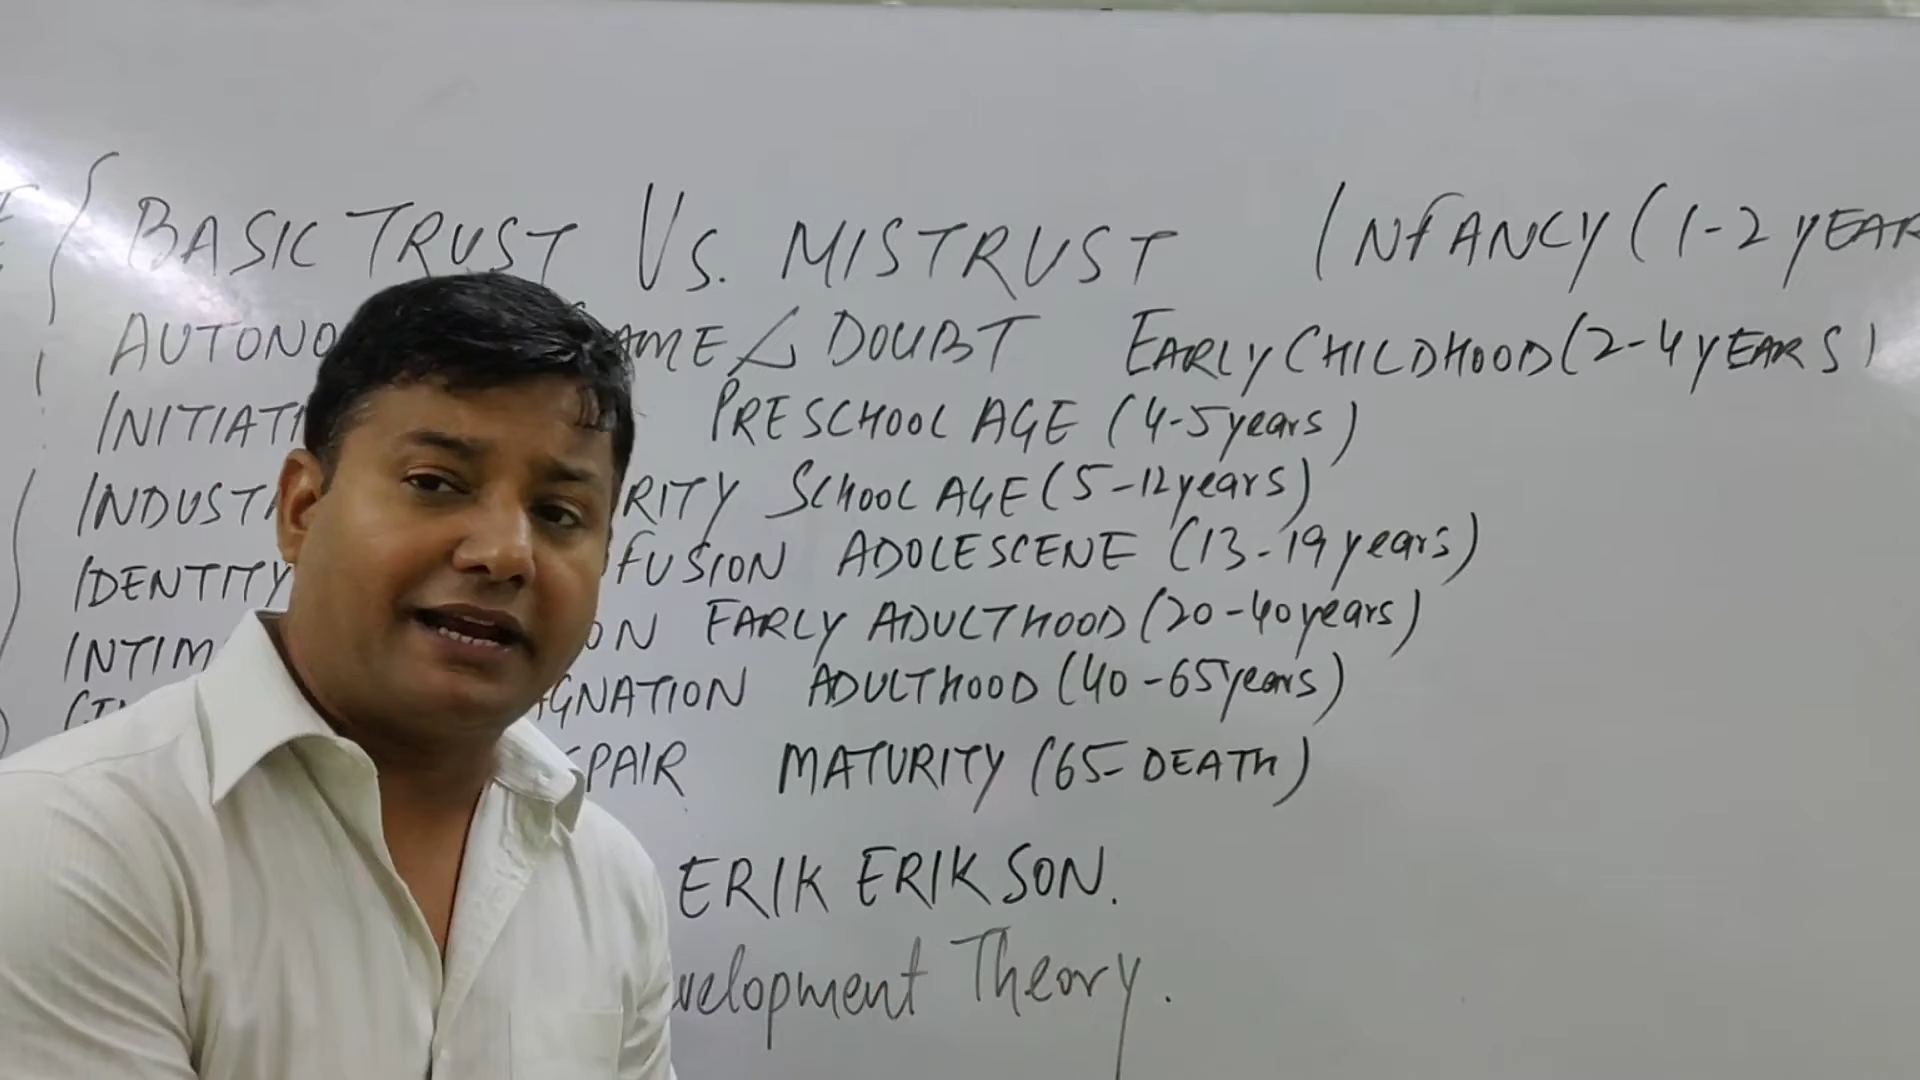 BASIC TRUST VS. MISTRUST INFANCY (1-2 YEAR
AUTONO AME & DOUBT EARLY CHILDHOOD (2-4 YEARS)
INITIATI PRESCHOOL AGE (4-5 years)
INDUST RITY SCHOOL AGE (5-12 years)
IDENTITY FUSION ADOLESCENE (13-19 years)
INTIM ON EARLY ADULTHOOD (20-40 years)
GNATION ADULTHOOD (40-65 years)
PAIR MATURITY (65-DEATH)
ERIK ERIKSON.
velopment Theory.